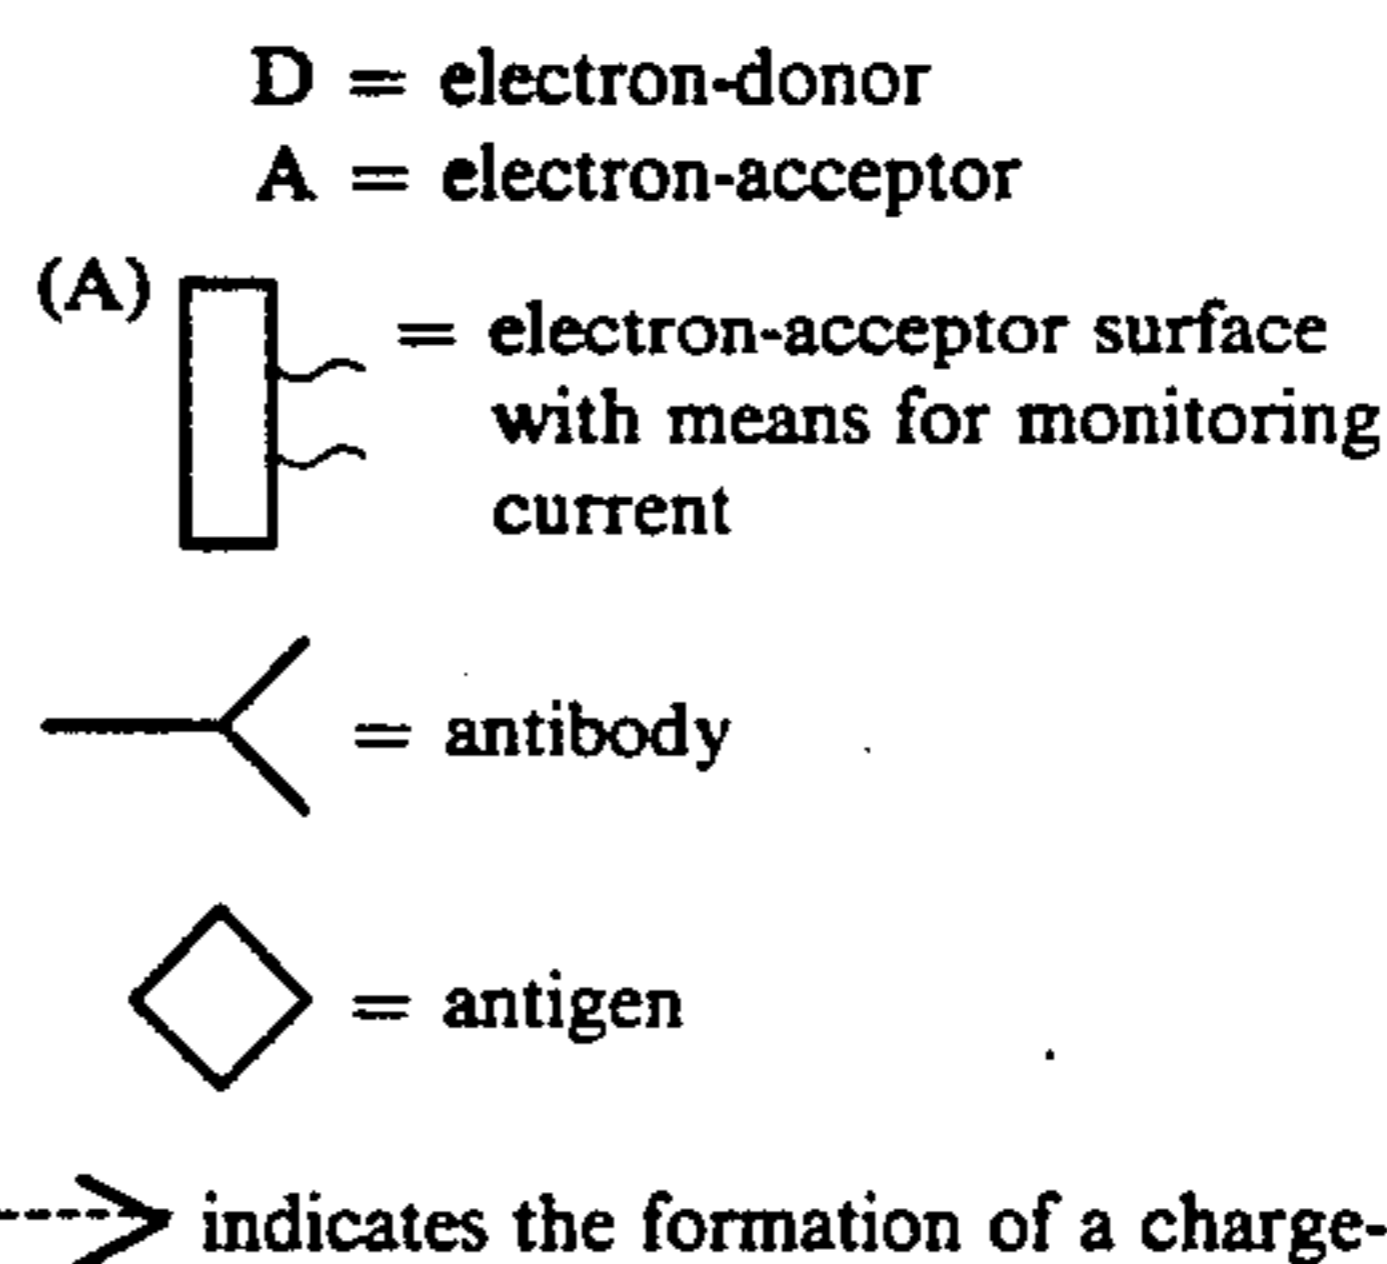 D = electron-donor
A = electron-acceptor
(A) = electron-acceptor surface
with means for monitoring
current
= antibody
= antigen
indicates the formation of a charge-